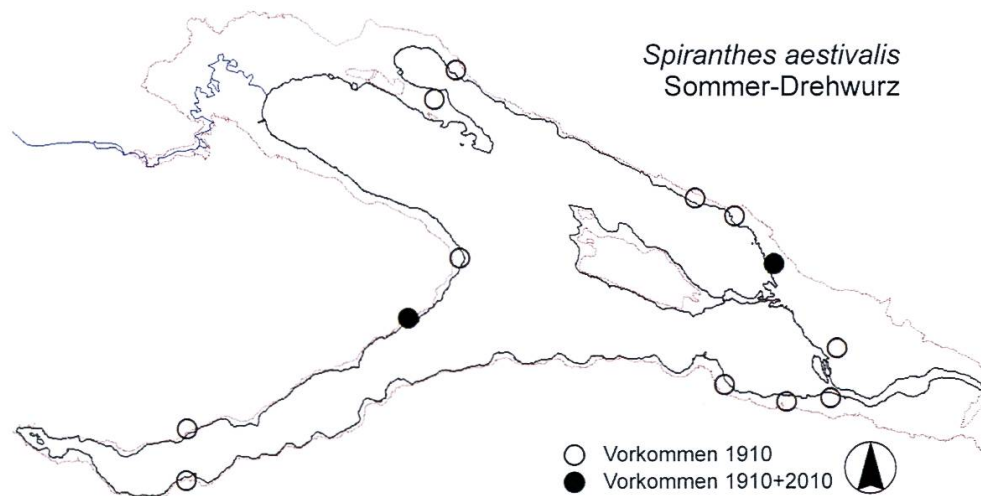 Spiranthes aestivalis
Sommer-Drehwurz
Vorkommen 1910
Vorkommen 1910+2010